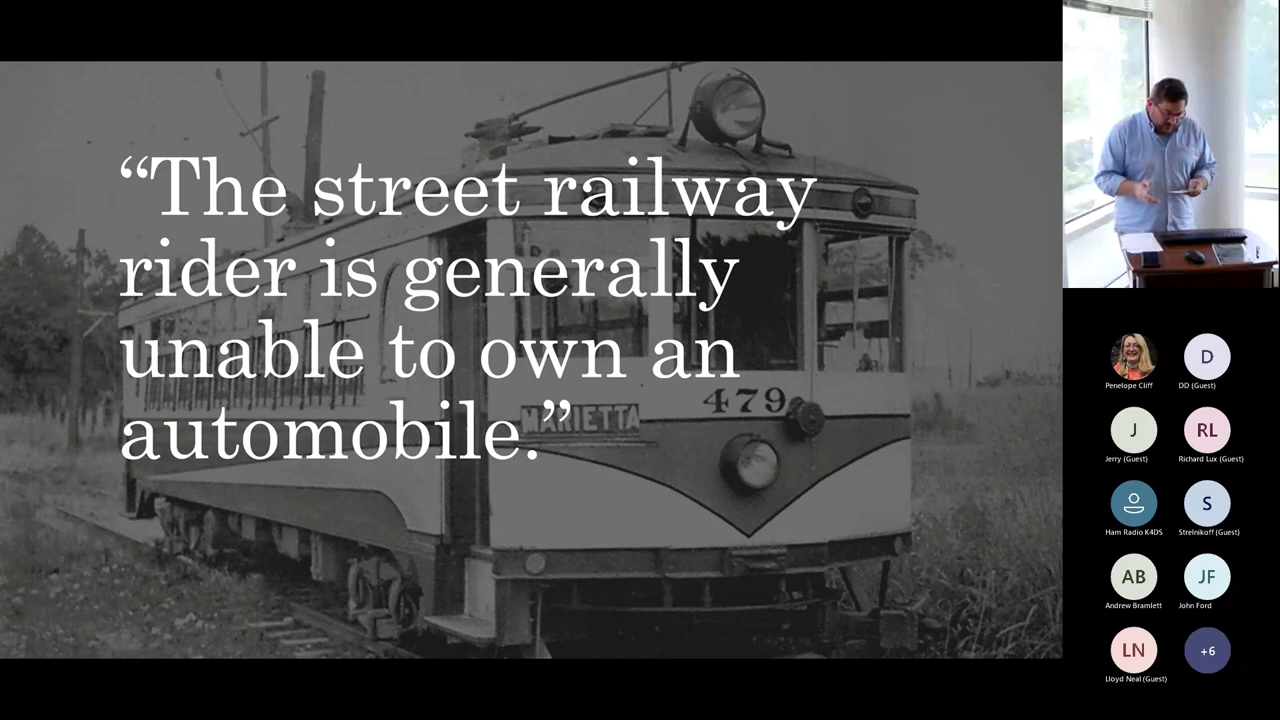 “The street railway
rider is generally
unable to own an
automobile.”
479
MARIETTA
Penelope Cliff
D
DD (Guest)
J
Jerry (Guest)
RL
Richard Lux (Guest)
Ham Radio K4DS
S
Strelnikoff (Guest)
AB
Andrew Bramlett
JF
John Ford
LN
Lloyd Neal (Guest)
+6